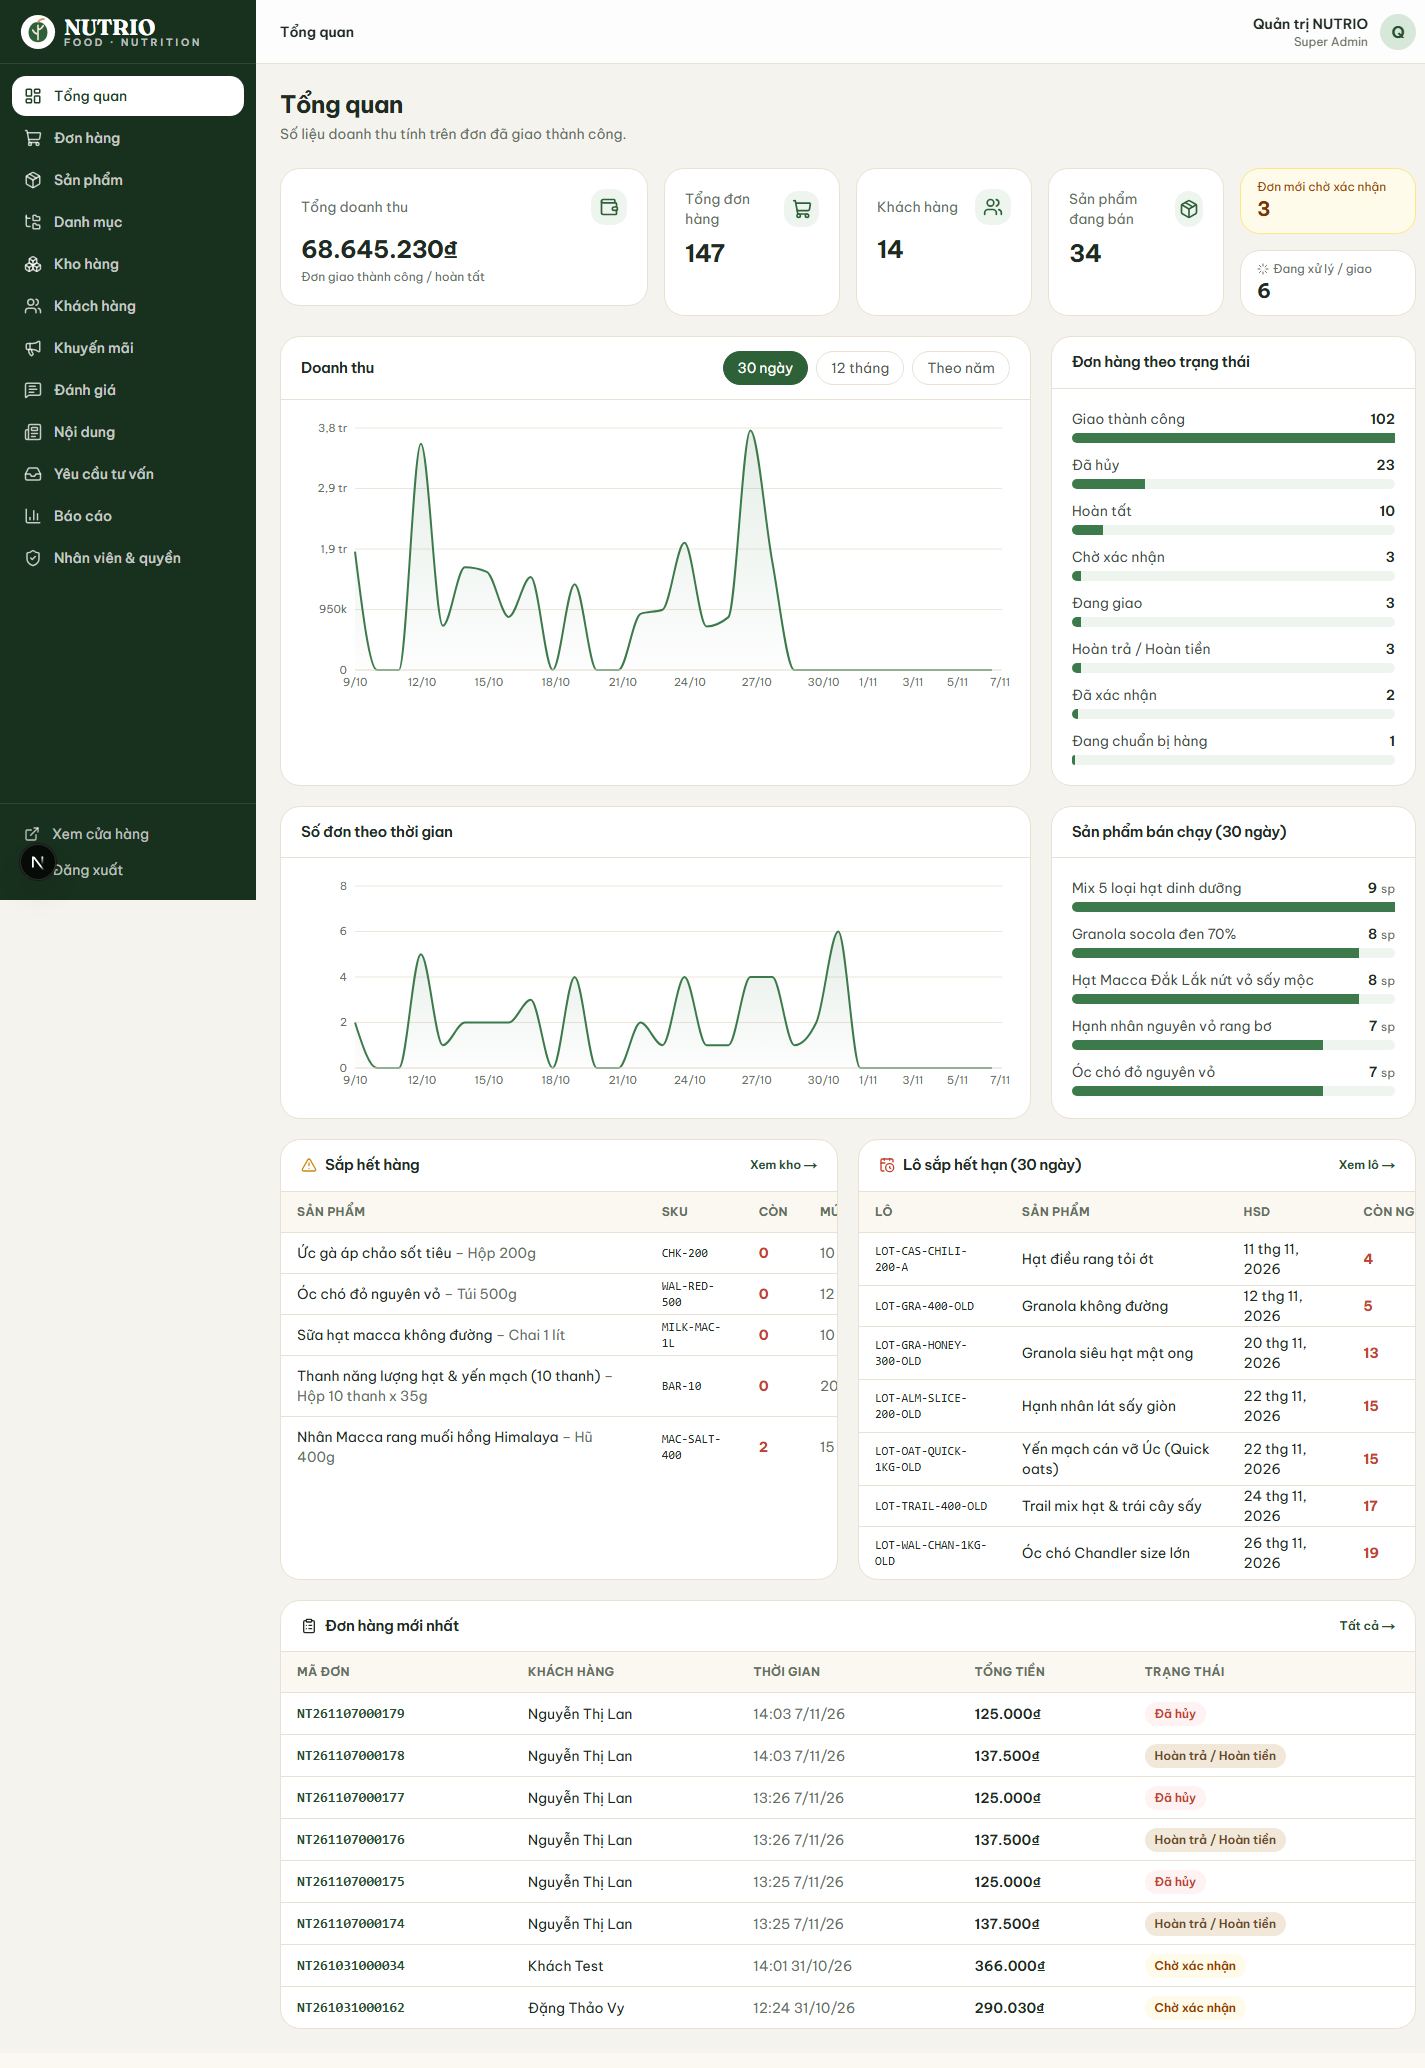 NUTRIO
FOOD · NUTRITION
Tổng quan
Đơn hàng
Sản phẩm
Danh mục
Kho hàng
Khách hàng
Khuyến mãi
Đánh giá
Nội dung
Yêu cầu tư vấn
Báo cáo
Nhân viên & quyền
Xem cửa hàng
N
Đăng xuất
Tổng quan
Quản trị NUTRIO
Super Admin
Q
Tổng quan
Số liệu doanh thu tính trên đơn đã giao thành công.
Tổng doanh thu
68.645.230₫
Đơn giao thành công / hoàn tất
Tổng đơn
hàng
147
Khách hàng
14
Sản phẩm
đang bán
34
Đơn mới chờ xác nhận
3
Đang xử lý / giao
6
Doanh thu
30 ngày
12 tháng
Theo năm
3,8 tr
2,9 tr
1,9 tr
950k
0
9/10 12/10 15/10 18/10 21/10 24/10 27/10 30/10 1/11 3/11 5/11 7/11
Đơn hàng theo trạng thái
Giao thành công 102
Đã hủy 23
Hoàn tất 10
Chờ xác nhận 3
Đang giao 3
Hoàn trả / Hoàn tiền 3
Đã xác nhận 2
Đang chuẩn bị hàng 1
Số đơn theo thời gian
8
6
4
2
0
9/10 12/10 15/10 18/10 21/10 24/10 27/10 30/10 1/11 3/11 5/11 7/11
Sản phẩm bán chạy (30 ngày)
Mix 5 loại hạt dinh dưỡng 9 sp
Granola socola đen 70% 8 sp
Hạt Macca Đắk Lắk nứt vỏ sấy mộc 8 sp
Hạnh nhân nguyên vỏ rang bơ 7 sp
Óc chó đỏ nguyên vỏ 7 sp
Sắp hết hàng
Xem kho →
SẢN PHẨM SKU CÒN
Ức gà áp chảo sốt tiêu – Hộp 200g CHK-200 0 10
Óc chó đỏ nguyên vỏ – Túi 500g WAL-RED-
500 0 12
Sữa hạt macca không đường – Chai 1 lít MILK-MAC-
1L 0 10
Thanh năng lượng hạt & yến mạch (10 thanh) –
Hộp 10 thanh x 35g BAR-10 0 20
Nhân Macca rang muối hồng Himalaya – Hũ
400g MAC-SALT-
400 2 15
Lô sắp hết hạn (30 ngày)
Xem lô →
LÔ SẢN PHẨM HSD CÒN NG
LOT-CAS-CHILI-
200-A Hạt điều rang tỏi ớt 11 thg 11,
2026 4
LOT-GRA-400-OLD Granola không đường 12 thg 11,
2026 5
LOT-GRA-HONEY-
300-OLD Granola siêu hạt mật ong 20 thg 11,
2026 13
LOT-ALM-SLICE-
200-OLD Hạnh nhân lát sấy giòn 22 thg 11,
2026 15
LOT-OAT-QUICK-
1KG-OLD Yến mạch cán vỡ Úc (Quick
oats) 22 thg 11,
2026 15
LOT-TRAIL-400-OLD Trail mix hạt & trái cây sấy 24 thg 11,
2026 17
LOT-WAL-CHAN-1KG-
OLD Óc chó Chandler size lớn 26 thg 11,
2026 19
Đơn hàng mới nhất
Tất cả →
MÃ ĐƠN KHÁCH HÀNG THỜI GIAN TỔNG TIỀN TRẠNG THÁI
NT261107000179 Nguyễn Thị Lan 14:03 7/11/26 125.000₫ Đã hủy
NT261107000178 Nguyễn Thị Lan 14:03 7/11/26 137.500₫ Hoàn trả / Hoàn tiền
NT261107000177 Nguyễn Thị Lan 13:26 7/11/26 125.000₫ Đã hủy
NT261107000176 Nguyễn Thị Lan 13:26 7/11/26 137.500₫ Hoàn trả / Hoàn tiền
NT261107000175 Nguyễn Thị Lan 13:25 7/11/26 125.000₫ Đã hủy
NT261107000174 Nguyễn Thị Lan 13:25 7/11/26 137.500₫ Hoàn trả / Hoàn tiền
NT261031000034 Khách Test 14:01 31/10/26 366.000₫ Chờ xác nhận
NT261031000162 Đặng Thảo Vy 12:24 31/10/26 290.030₫ Chờ xác nhận